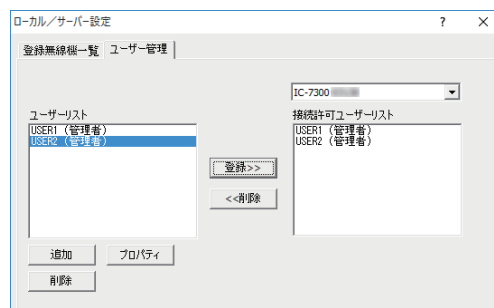 ローカル／サーバー設定
?
×
登録無線機一覧
ユーザー管理
IC-7300
ユーザーリスト
接続許可ユーザーリスト
USER1 (管理者)
USER2 (管理者)
USER1 (管理者)
USER2 (管理者)
登録>>
<<削除
追加
プロパティ
削除